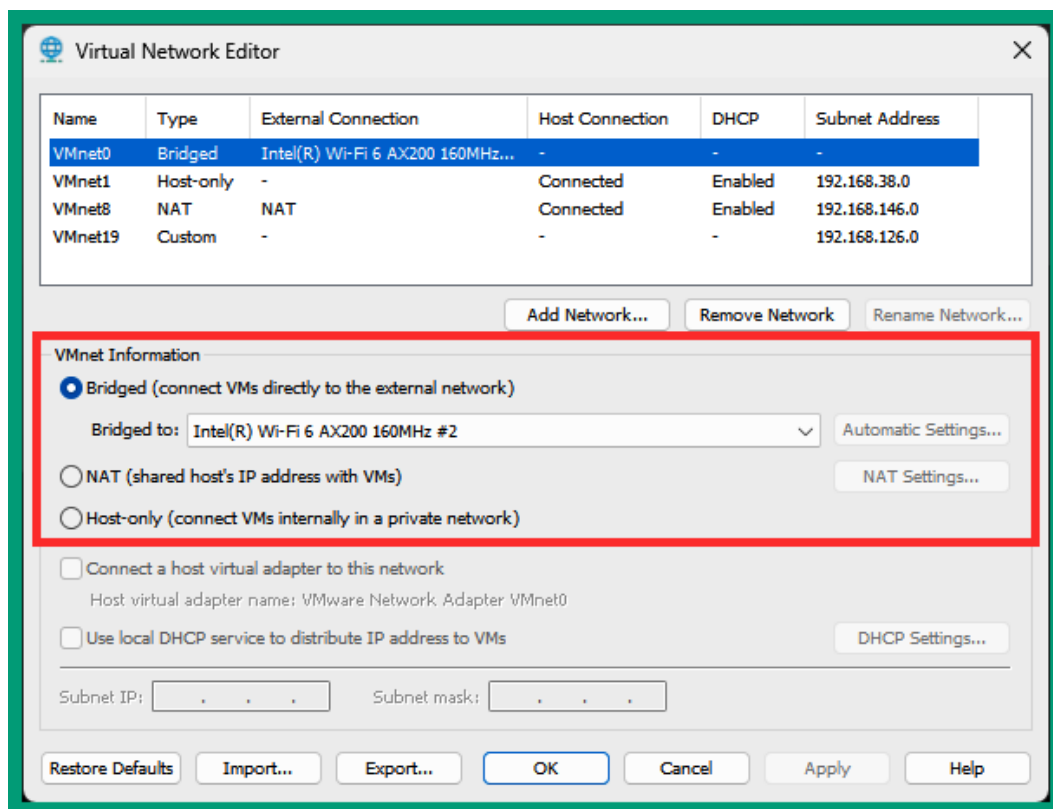 Virtual Network Editor
Name Type External Connection Host Connection DHCP Subnet Address
VMnet0 Bridged Intel(R) Wi-Fi 6 AX200 160MHz... - - -
VMnet1 Host-only - Connected Enabled 192.168.38.0
VMnet8 NAT NAT Connected Enabled 192.168.146.0
VMnet19 Custom - - - 192.168.126.0
Add Network... Remove Network Rename Network...
VMnet Information
Bridged (connect VMs directly to the external network)
Bridged to: Intel(R) Wi-Fi 6 AX200 160MHz #2 Automatic Settings...
NAT (shared host's IP address with VMs) NAT Settings...
Host-only (connect VMs internally in a private network)
Connect a host virtual adapter to this network
Host virtual adapter name: VMware Network Adapter VMnet0
Use local DHCP service to distribute IP address to VMs DHCP Settings...
Subnet IP: . . . Subnet mask: . . .
Restore Defaults Import... Export... OK Cancel Apply Help